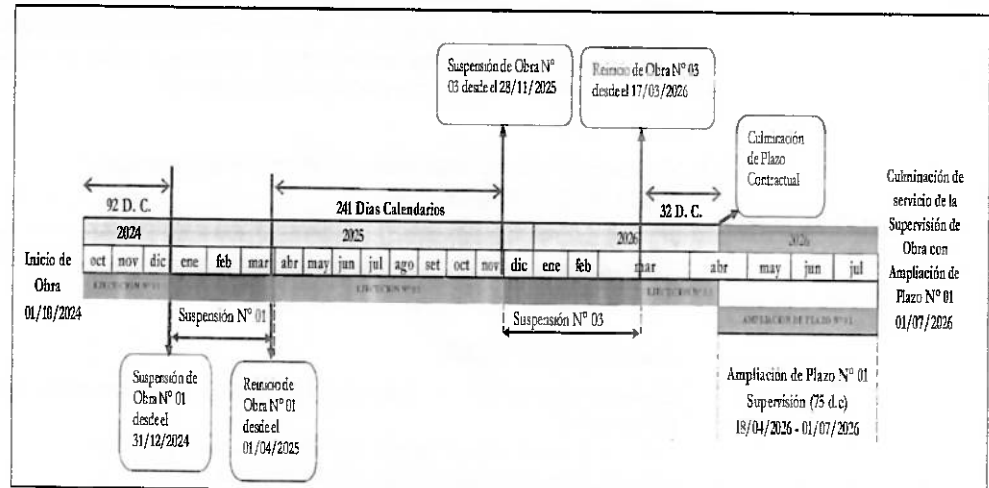 Suspensión de Obra N°
03 desde el 28/11/2025
Reinicio de Obra N° 03
desde el 17/03/2026
Culminación
de Plazo
Contractual
92 D. C.
241 Dias Calendarios
32 D. C.
2024
2025
2026
2026
oct nov dic ene feb mar abr may jun jul ago set oct nov dic ene feb mar abr may jun jul
Inicio de
Obra
01/10/2024
Culminación de
servicio de la
Supervisión de
Obra con
Ampliación de
Plazo N° 01
01/07/2026
Suspensión N° 01
Suspensión N° 03
AMPLIACION DE PLAZO N° 01
Suspensión de
Obra N° 01
desde el
31/12/2024
Reinicio de
Obra N° 01
desde el
01/04/2025
Ampliación de Plazo N° 01
Supervisión (75 d.c)
18/04/2026 - 01/07/2026